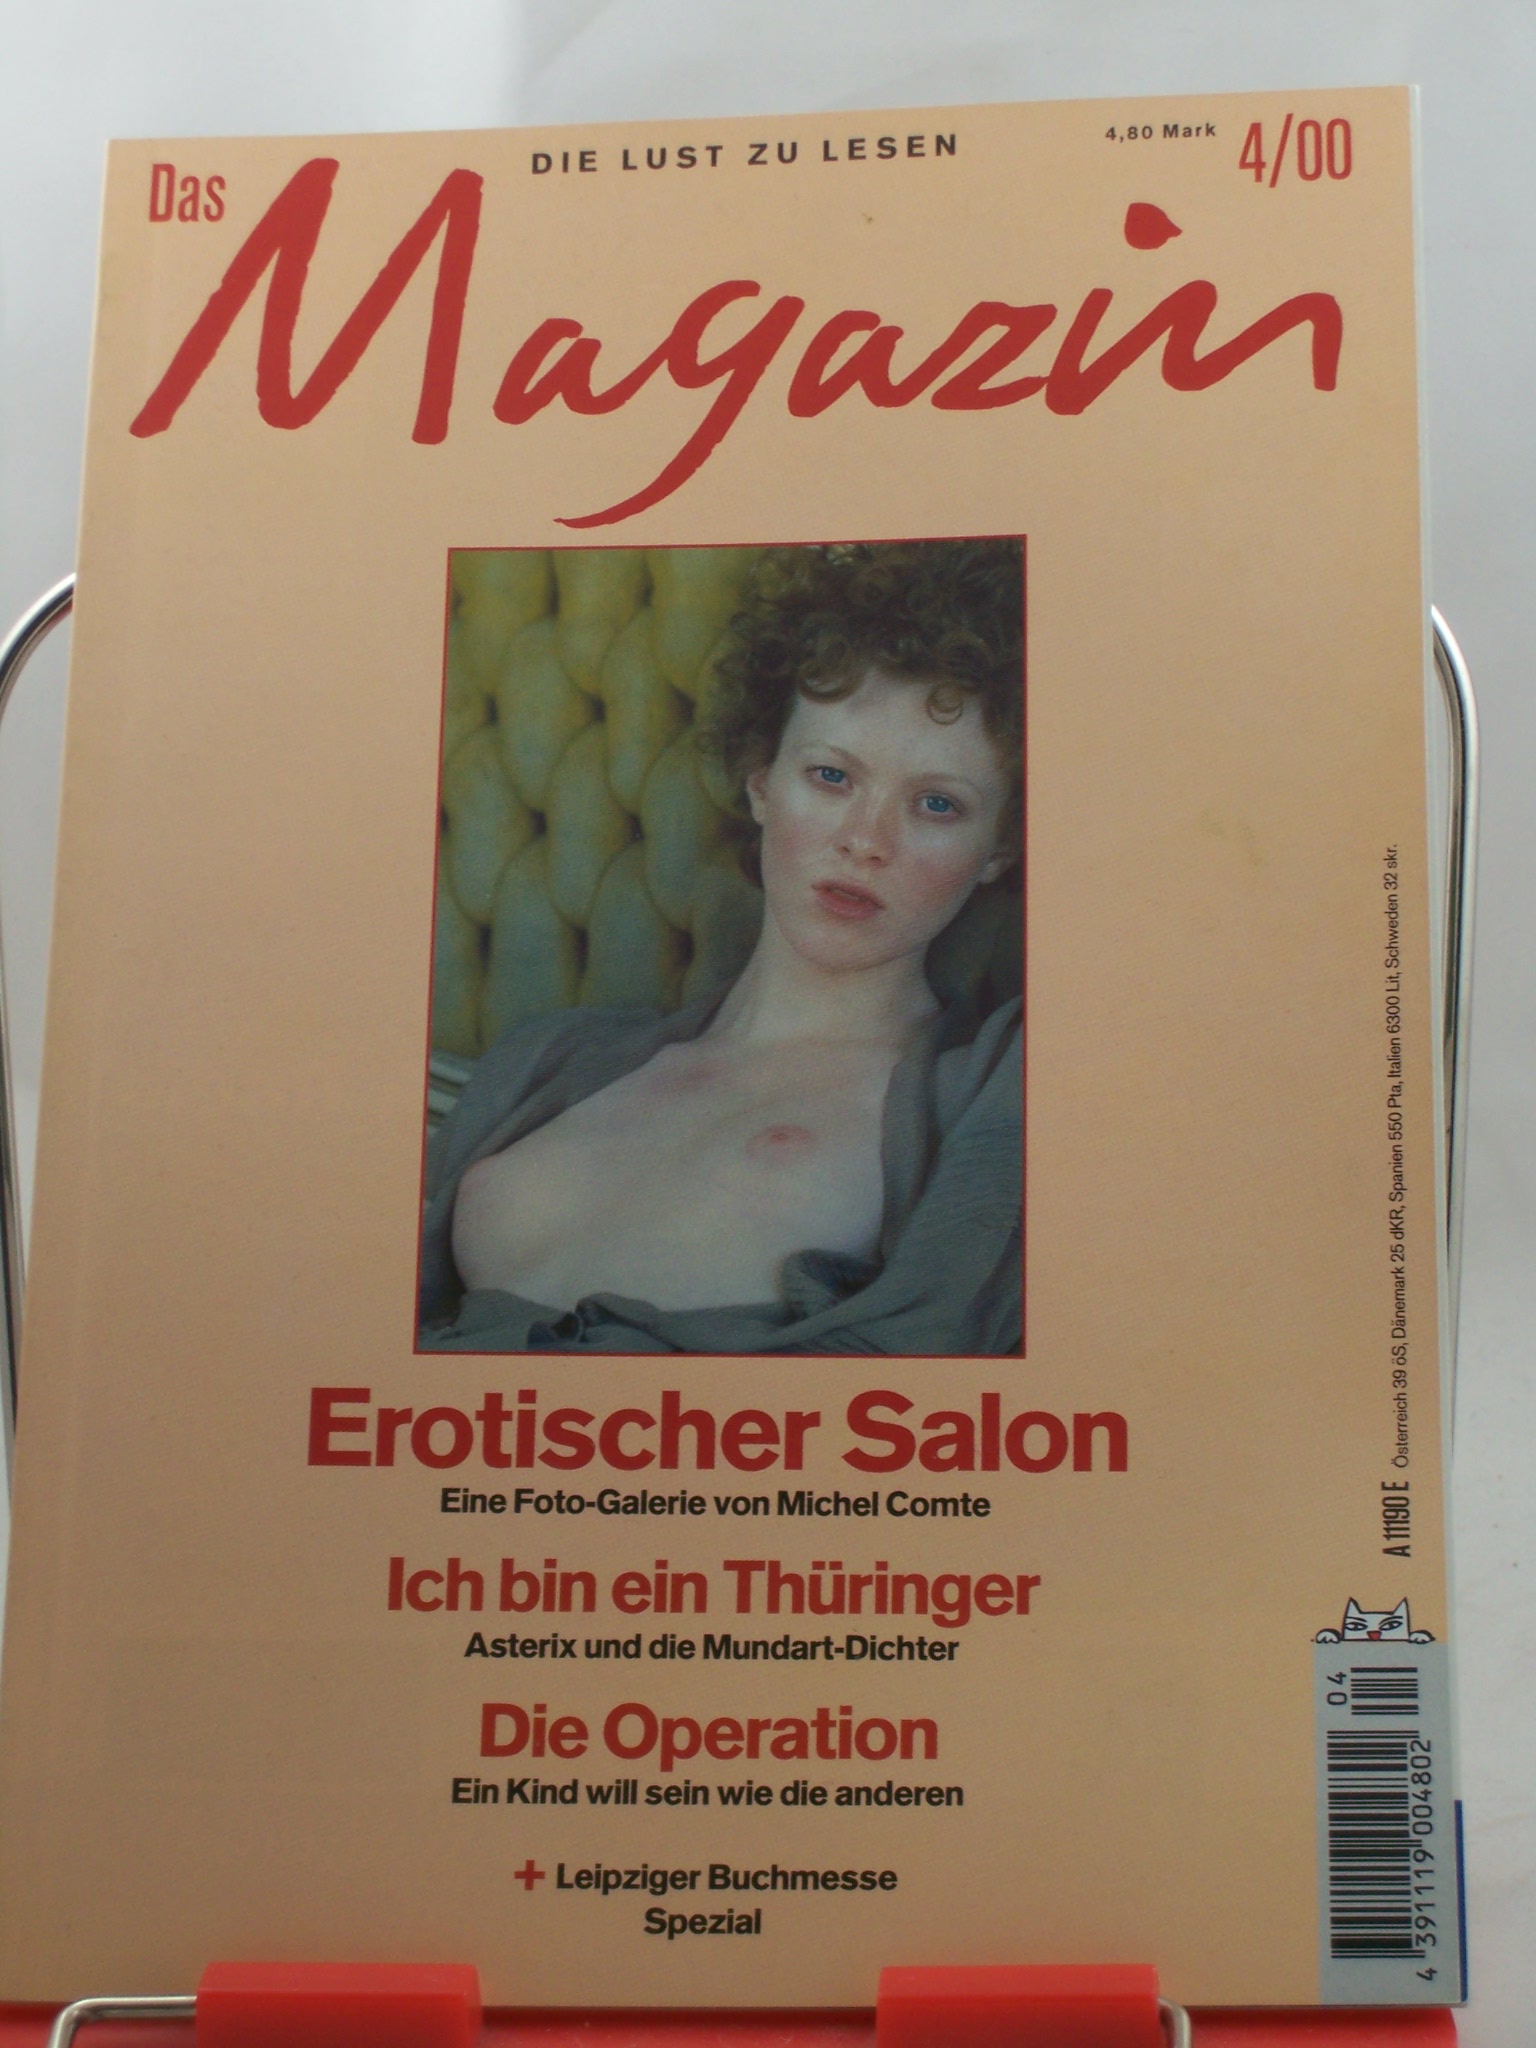 DIE LUST ZU LESEN
4,80 Mark
4/00
Das
Magazin
Erotischer Salon
Eine Foto-Galerie von Michel Comte
Ich bin ein Thüringer
Asterix und die Mundart-Dichter
Die Operation
Ein Kind will sein wie die anderen
+ Leipziger Buchmesse
Spezial
A 11190 E Österreich 39 öS, Dänemark 25 dKR, Spanien 550 Pta, Italien 6300 Lit, Schweden 32 skr.
04
4 391119 004802